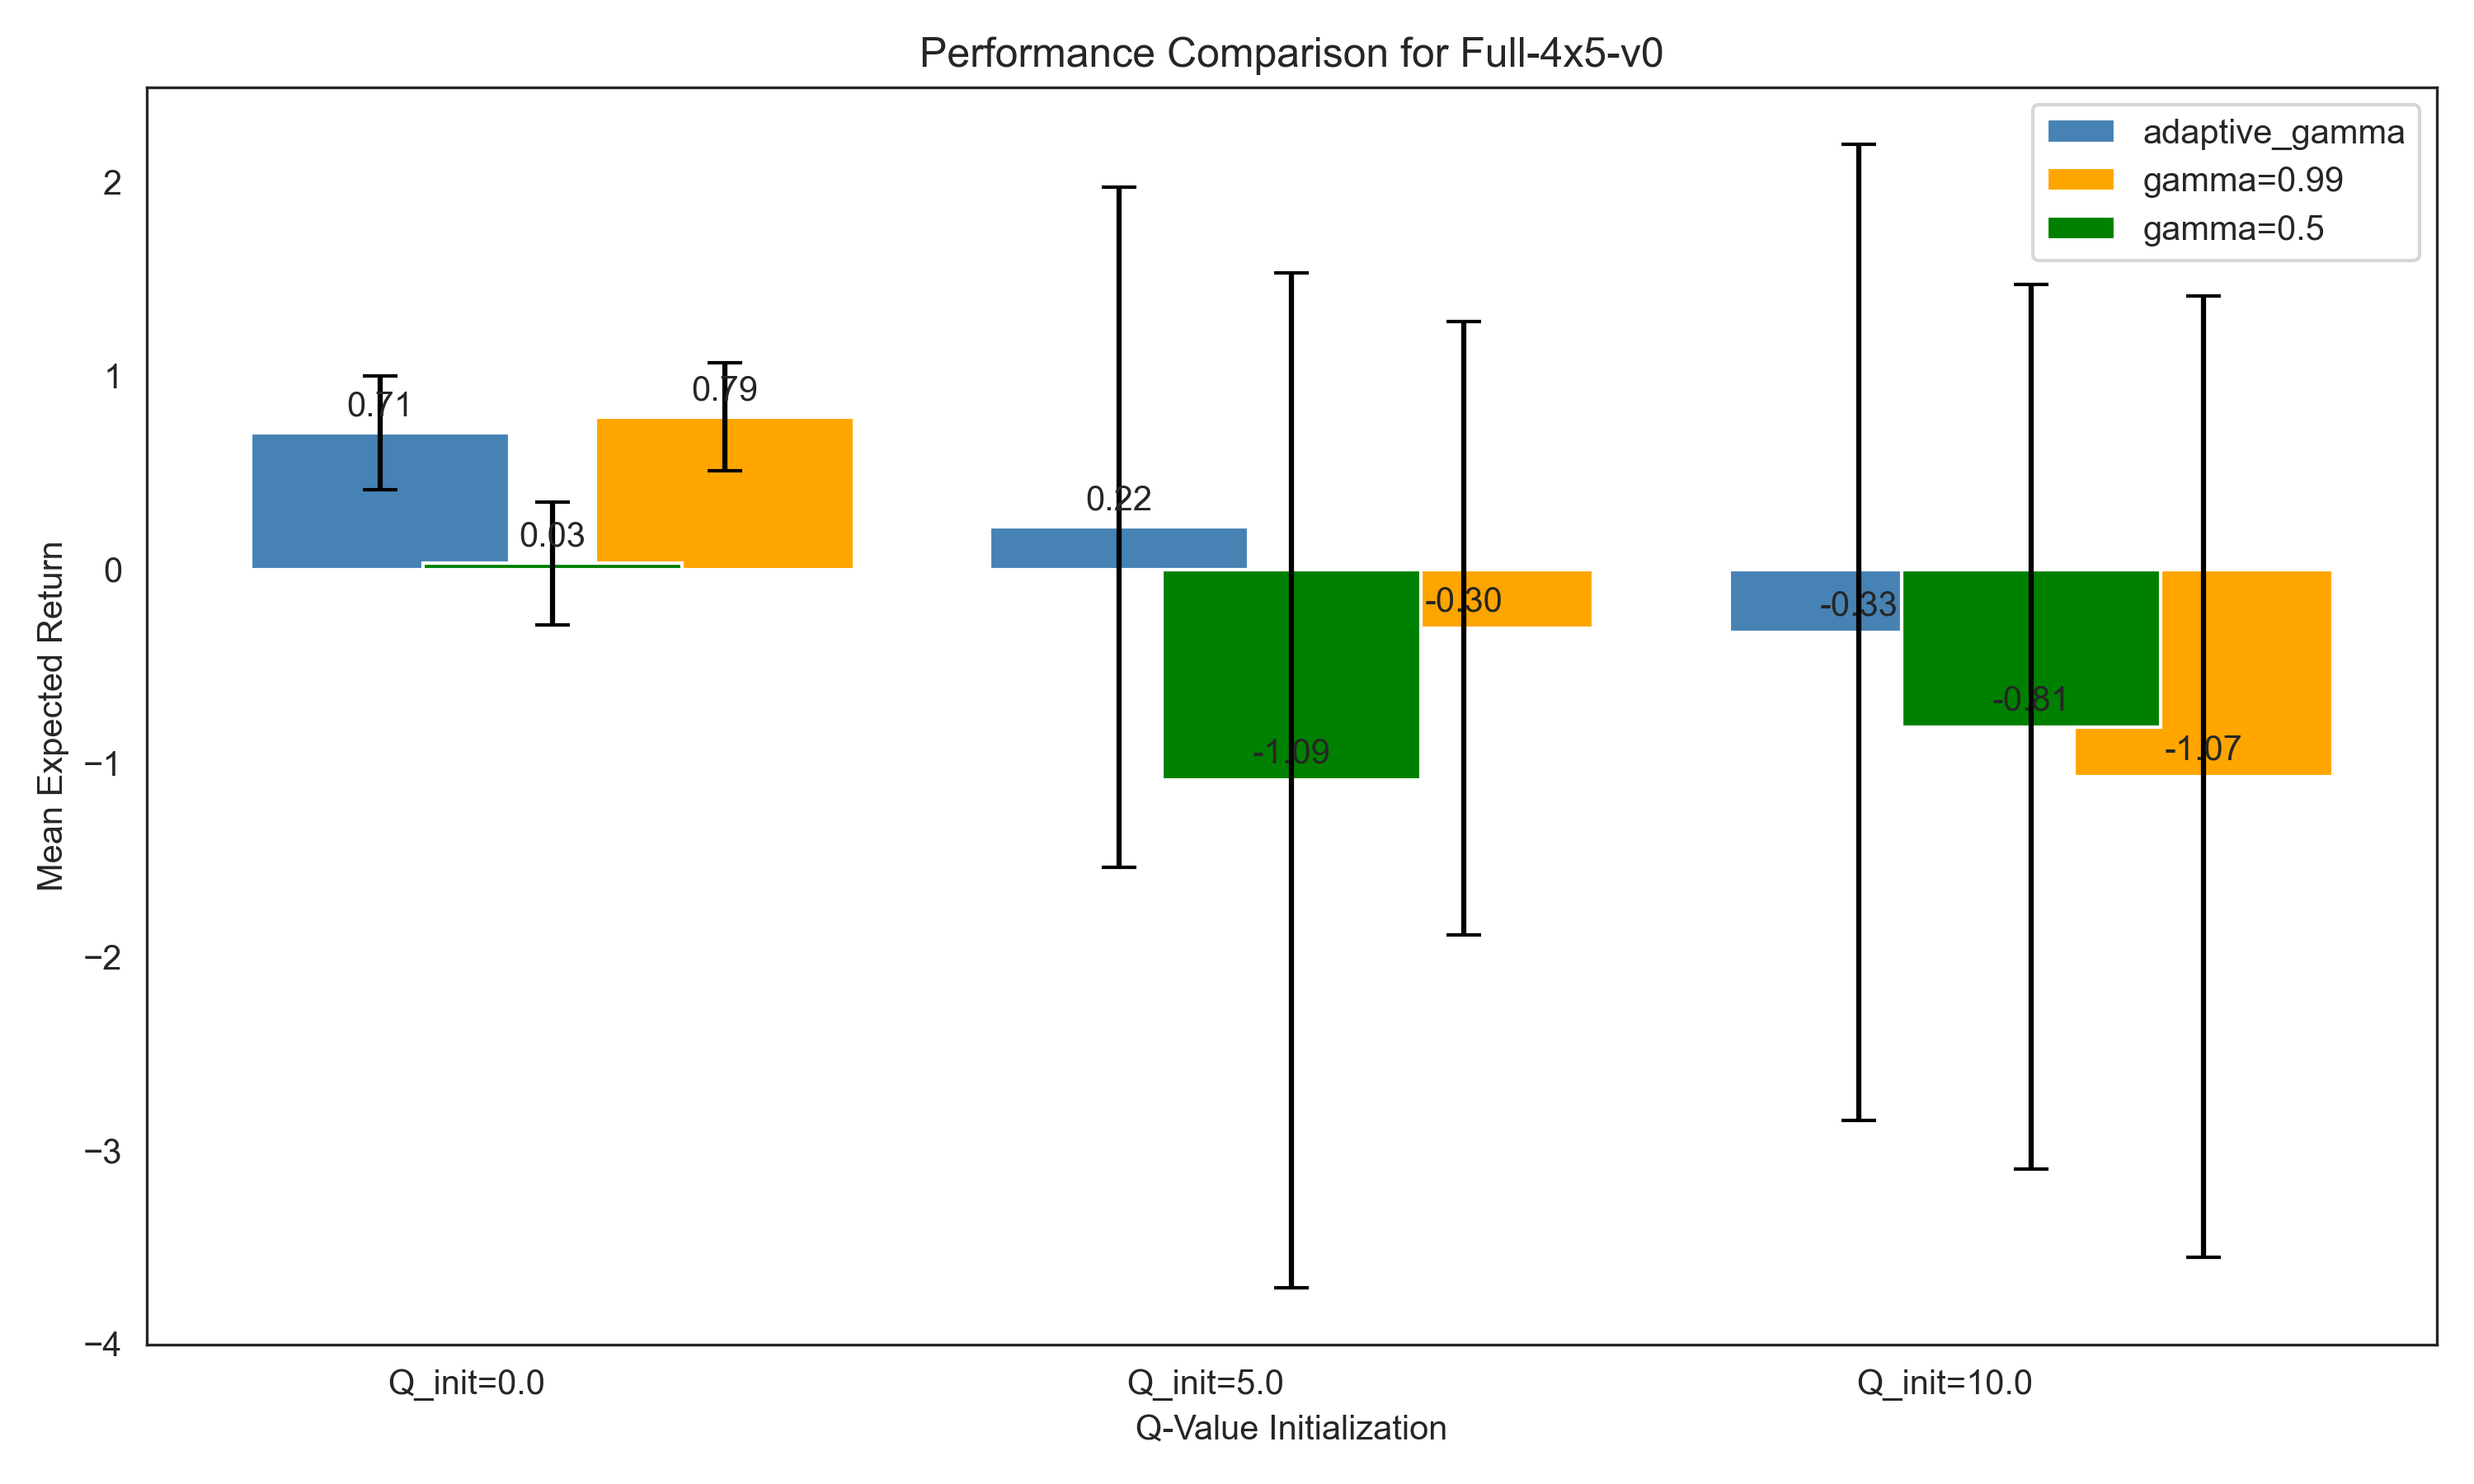 Performance Comparison for Full-4x5-v0
adaptive_gamma
gamma=0.99
gamma=0.5
Mean Expected Return
2
1
0
−1
−2
−3
−4
0.71
0.03
0.79
0.22
-1.09
-0.30
-0.33
-0.81
-1.07
Q_init=0.0
Q_init=5.0
Q_init=10.0
Q-Value Initialization